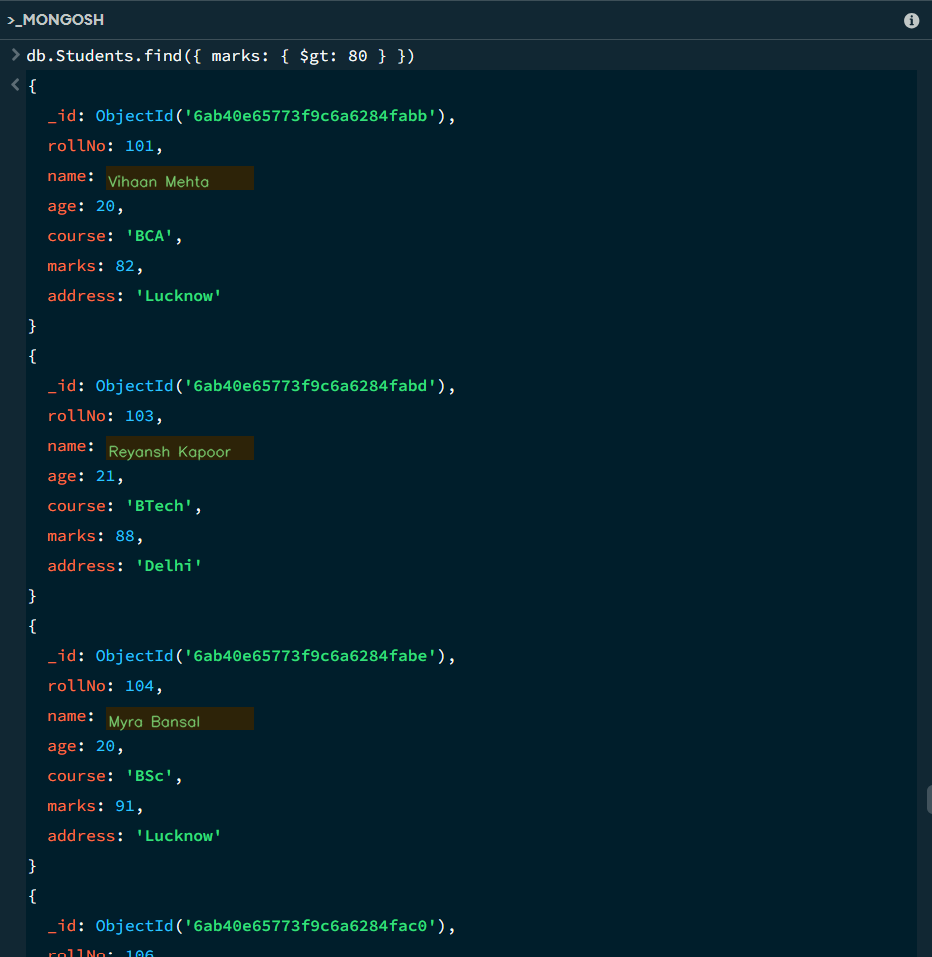 >_MONGOSH
db.Students.find({ marks: { $gt: 80 } })
{
_id: ObjectId('6ab40e65773f9c6a6284fabb'),
rollNo: 101,
name: Vihaan Mehta
age: 20,
course: 'BCA',
marks: 82,
address: 'Lucknow'
}
{
_id: ObjectId('6ab40e65773f9c6a6284fabd'),
rollNo: 103,
name: Reyansh Kapoor
age: 21,
course: 'BTech',
marks: 88,
address: 'Delhi'
}
{
_id: ObjectId('6ab40e65773f9c6a6284fabe'),
rollNo: 104,
name: Myra Bansal
age: 20,
course: 'BSc',
marks: 91,
address: 'Lucknow'
}
{
_id: ObjectId('6ab40e65773f9c6a6284fac0'),
rollNo: 106